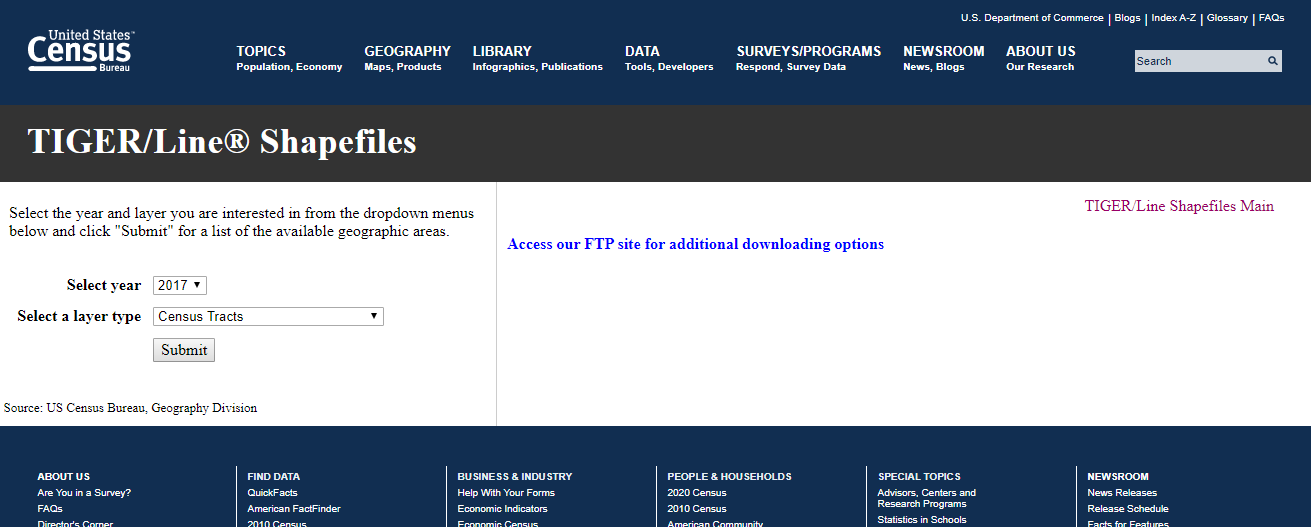 U.S. Department of Commerce | Blogs | Index A-Z | Glossary | FAQs
United States™
Census
Bureau
TOPICS
Population, Economy
GEOGRAPHY
Maps, Products
LIBRARY
Infographics, Publications
DATA
Tools, Developers
SURVEYS/PROGRAMS
Respond, Survey Data
NEWSROOM
News, Blogs
ABOUT US
Our Research
Search
TIGER/Line® Shapefiles
Select the year and layer you are interested in from the dropdown menus
below and click "Submit" for a list of the available geographic areas.
Select year 2017
Select a layer type Census Tracts
Submit
Source: US Census Bureau, Geography Division
TIGER/Line Shapefiles Main
Access our FTP site for additional downloading options
ABOUT US
Are You in a Survey?
FAQs
Director's Corner
FIND DATA
QuickFacts
American FactFinder
2010 Census
BUSINESS & INDUSTRY
Help With Your Forms
Economic Indicators
Economic Census
PEOPLE & HOUSEHOLDS
2020 Census
2010 Census
American Community
SPECIAL TOPICS
Advisors, Centers and
Research Programs
Statistics in Schools
NEWSROOM
News Releases
Release Schedule
Facts for Features